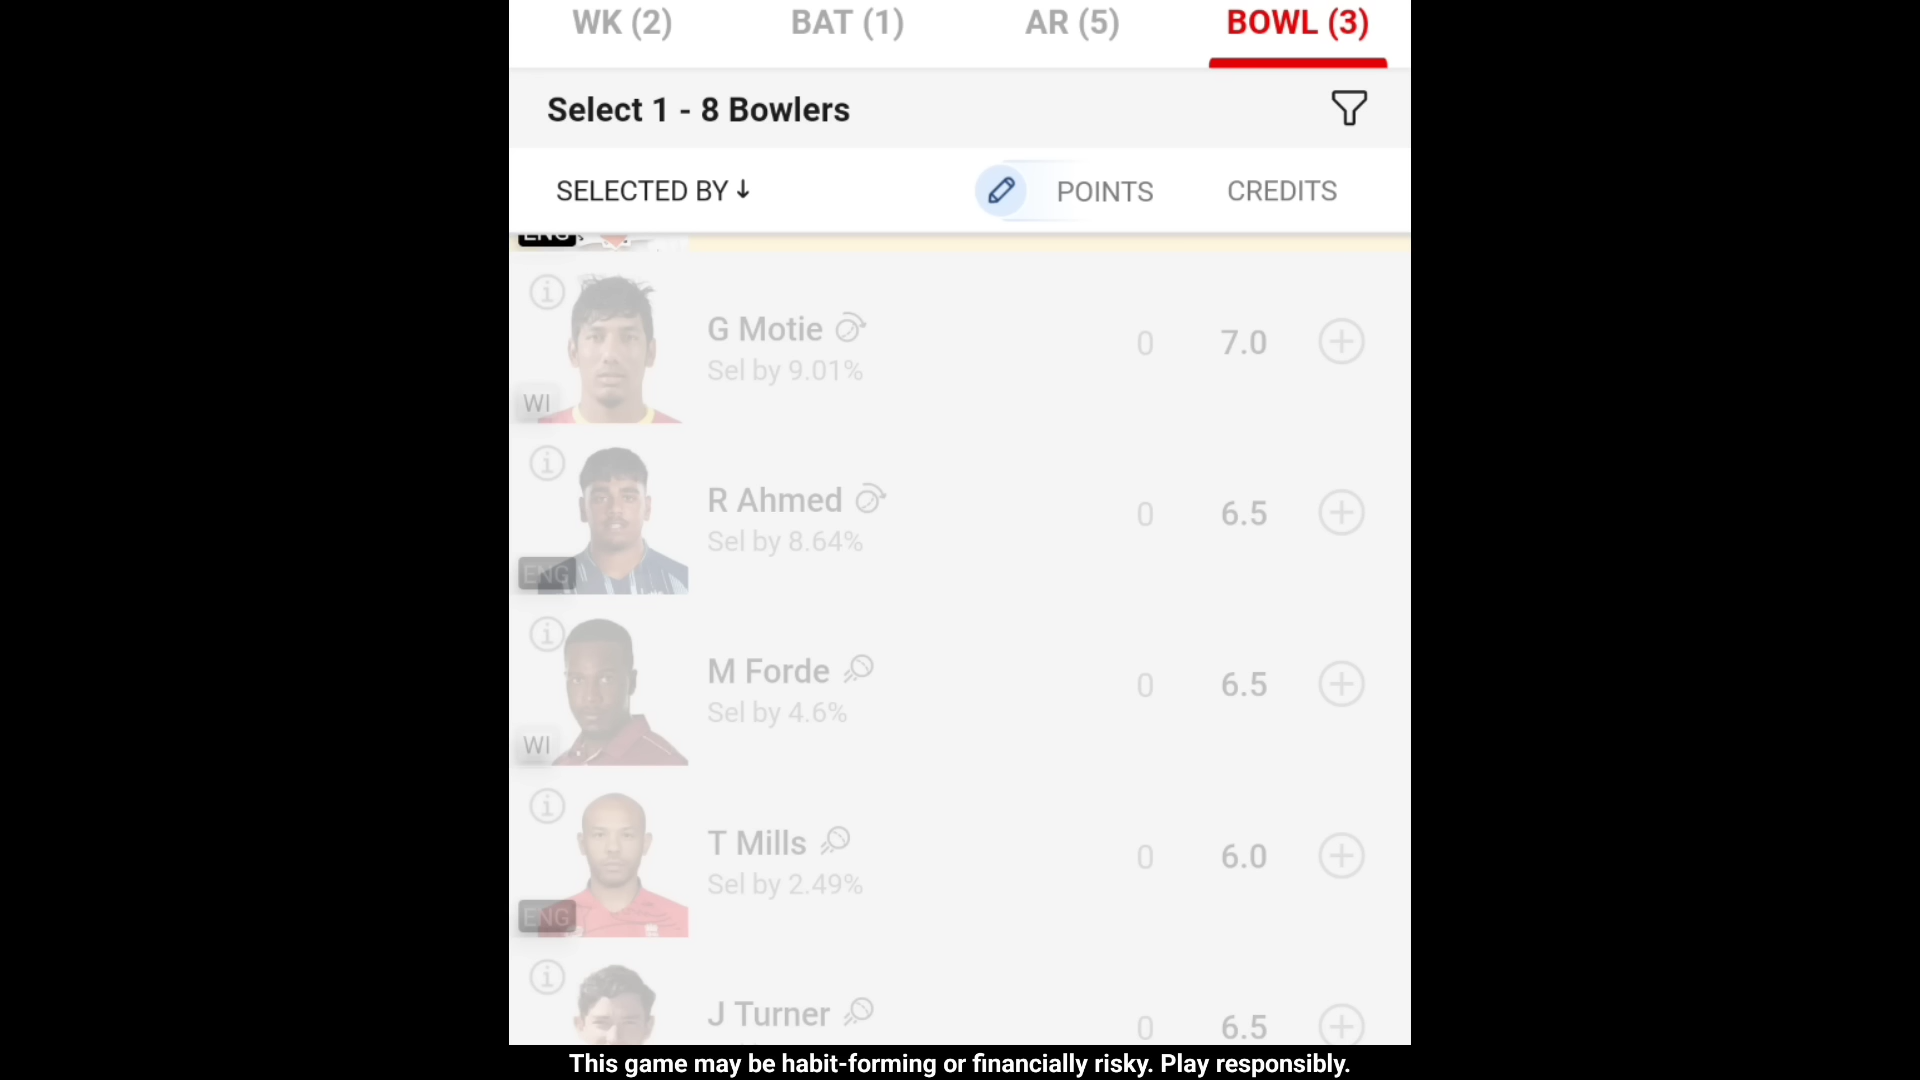 WK (2) BAT (1) AR (5) BOWL (3)
Select 1 - 8 Bowlers
SELECTED BY ↓ POINTS CREDITS
ENG
G Motie 0 7.0
Sel by 9.01%
WI
R Ahmed 0 6.5
Sel by 8.64%
ENG
M Forde 0 6.5
Sel by 4.6%
WI
T Mills 0 6.0
Sel by 2.49%
ENG
J Turner 0 6.5
This game may be habit-forming or financially risky. Play responsibly.